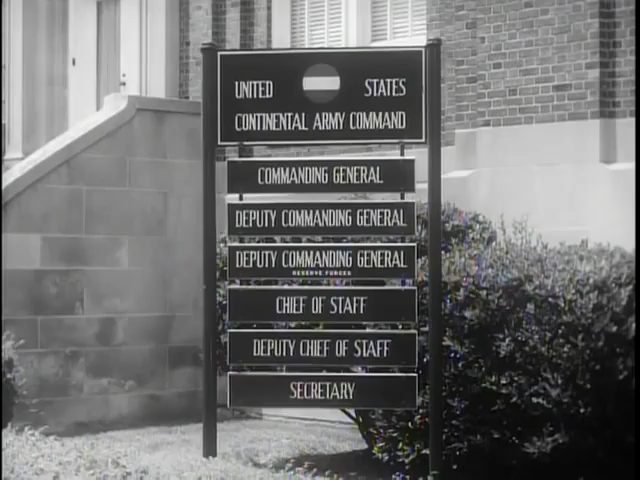 UNITED STATES
CONTINENTAL ARMY COMMAND
COMMANDING GENERAL
DEPUTY COMMANDING GENERAL
DEPUTY COMMANDING GENERAL
RESERVE FORCES
CHIEF OF STAFF
DEPUTY CHIEF OF STAFF
SECRETARY